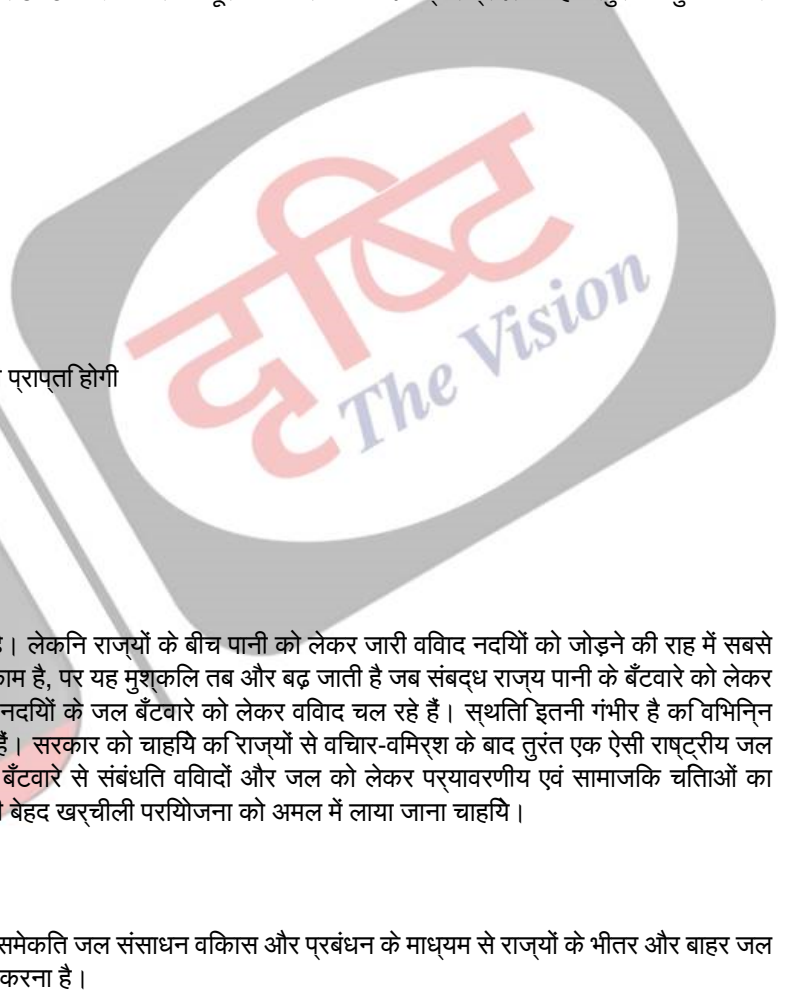 दृष्टि
The Vision
प्राप्त होगी
है। लेकिन राज्यों के बीच पानी को लेकर जारी विवाद नदियों को जोड़ने की राह में सबसे
काम है, पर यह मुश्किल तब और बढ़ जाती है जब संबद्ध राज्य पानी के बँटवारे को लेकर
नदियों के जल बँटवारे को लेकर विवाद चल रहे हैं। स्थिति इतनी गंभीर है कि विभिन्न
हैं। सरकार को चाहिये कि राज्यों से विचार-विमर्श के बाद तुरंत एक ऐसी राष्ट्रीय जल
बँटवारे से संबंधित विवादों और जल को लेकर पर्यावरणीय एवं सामाजिक चिंताओं का
बेहद खर्चीली परियोजना को अमल में लाया जाना चाहिये।
समेकित जल संसाधन विकास और प्रबंधन के माध्यम से राज्यों के भीतर और बाहर जल
करना है।